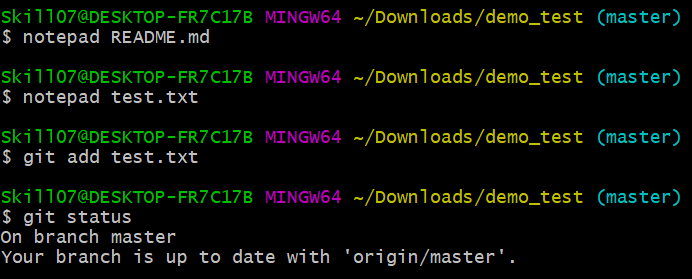 Skill07@DESKTOP-FR7C17B MINGW64 ~/Downloads/demo_test (master)
$ notepad README.md
Skill07@DESKTOP-FR7C17B MINGW64 ~/Downloads/demo_test (master)
$ notepad test.txt
Skill07@DESKTOP-FR7C17B MINGW64 ~/Downloads/demo_test (master)
$ git add test.txt
Skill07@DESKTOP-FR7C17B MINGW64 ~/Downloads/demo_test (master)
$ git status
On branch master
Your branch is up to date with 'origin/master'.